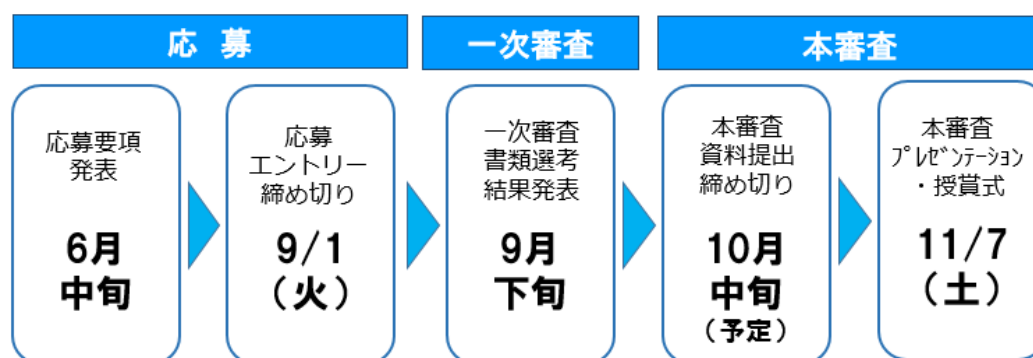 応 募
一次審査
本審査
応募要項
発表
6月
中旬
応募
エントリー
締め切り
9/1
（火）
一次審査
書類選考
結果発表
9月
下旬
本審査
資料提出
締め切り
10月
中旬
（予定）
本審査
ﾌﾟﾚｾﾞﾝﾃｰｼｮﾝ
・授賞式
11/7
（土）